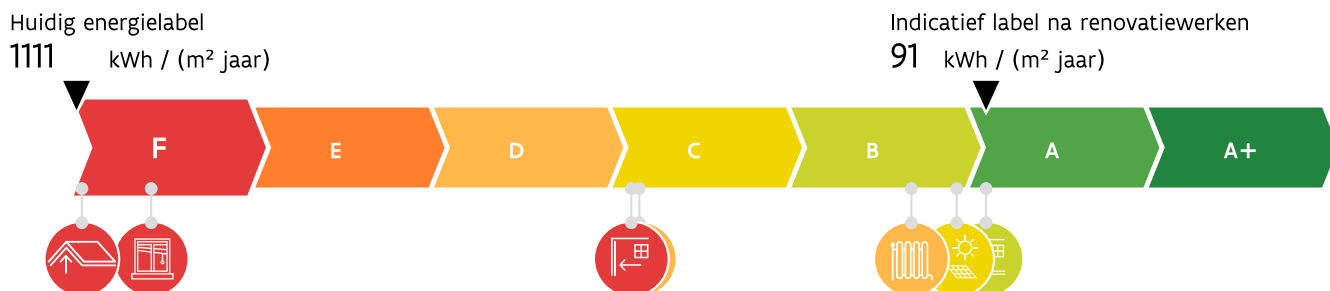 Huidig energielabel
1111 kWh / (m² jaar)
Indicatief label na renovatiewerken
91 kWh / (m² jaar)
F E D C B A A+